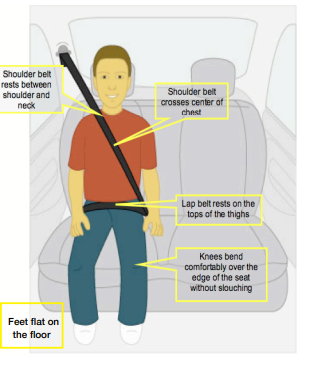 Shoulder belt
rests between
shoulder and
neck
Shoulder belt
crosses center of
chest
Lap belt rests on the
tops of the thighs
Knees bend
comfortably over the
edge of the seat
without slouching
Feet flat on
the floor